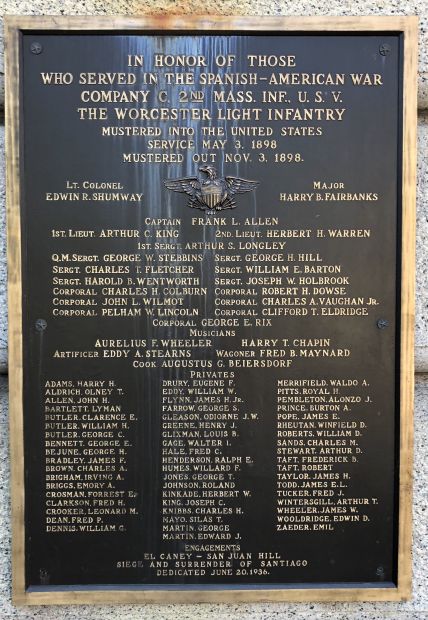 IN HONOR OF THOSE
WHO SERVED IN THE SPANISH-AMERICAN WAR
COMPANY C. 2ND MASS. INF., U. S. V.
THE WORCESTER LIGHT INFANTRY
MUSTERED INTO THE UNITED STATES
SERVICE MAY 3, 1898
MUSTERED OUT NOV. 3, 1898.
LT. COLONEL
EDWIN R. SHUMWAY
MAJOR
HARRY B. FAIRBANKS
CAPTAIN FRANK L. ALLEN
1ST. LIEUT. ARTHUR C. KING 2ND. LIEUT. HERBERT H. WARREN
1ST. SERGT. ARTHUR S. LONGLEY
Q.M. SERGT. GEORGE W. STEBBINS SERGT. GEORGE H. HILL
SERGT. CHARLES T. FLETCHER SERGT. WILLIAM E. BARTON
SERGT. HAROLD B. WENTWORTH SERGT. JOSEPH W. HOLBROOK
CORPORAL CHARLES H. COLBURN CORPORAL ROBERT H. DOWSE
CORPORAL JOHN L. WILMOT CORPORAL CHARLES A. VAUGHAN JR.
CORPORAL PELHAM W. LINCOLN CORPORAL CLIFFORD T. ELDRIDGE
CORPORAL GEORGE E. RIX
MUSICIANS
AURELIUS F. WHEELER HARRY T. CHAPIN
ARTIFICER EDDY A. STEARNS WAGONER FRED B. MAYNARD
COOK AUGUSTUS G. BEIERSDORF
PRIVATES
ADAMS, HARRY H.
ALDRICH, OLNEY T.
ALLEN, JOHN H.
BARTLETT, LYMAN
BUTLER, CLARENCE E.
BUTLER, WILLIAM H.
BUTLER, GEORGE C.
BENNETT, GEORGE E.
BEJUNE, GEORGE H.
BRADLEY, JAMES F.
BROWN, CHARLES A.
BRIGHAM, IRVING A.
BRIGGS, EMORY A.
CROSMAN, FORREST E.
CLARKSON, FRED H.
CROOKER, LEONARD M.
DEAN, FRED P.
DENNIS, WILLIAM G.
DRURY, EUGENE F.
EDDY, WILLIAM W.
FLYNN, JAMES H. JR.
FARROW, GEORGE S.
GLEASON, ODIORNE J. W.
GREENE, HENRY J.
GLIXMAN, LOUIS B.
GAGE, WALTER I.
HALE, FRED C.
HENDERSON, RALPH E.
HUMES, WILLARD F.
JONES, GEORGE T.
JOHNSON, ROLAND
KINKADE, HERBERT W.
KING, JOSEPH C.
KNIBBS, CHARLES H.
MAYO, SILAS T.
MARTIN, GEORGE
MARTIN, EDWARD J.
MERRIFIELD, WALDO A.
PITTS, ROYAL H.
PEMBLETON, ALONZO J.
PRINCE, BURTON A.
POPE, JAMES E.
RHEUTAN, WINFIELD D.
ROBERTS, WILLIAM D.
SANDS, CHARLES M.
STEWART, ARTHUR D.
TAFT, FREDERICK B.
TAFT, ROBERT
TAYLOR, JAMES H.
TODD, JAMES E. L.
TUCKER, FRED J.
WINTERSGILL, ARTHUR T.
WHEELER, JAMES W.
WOOLDRIDGE, EDWIN D.
ZAEDER, EMIL
ENGAGEMENTS
EL CANEY - SAN JUAN HILL
SIEGE AND SURRENDER OF SANTIAGO
DEDICATED JUNE 20, 1936.